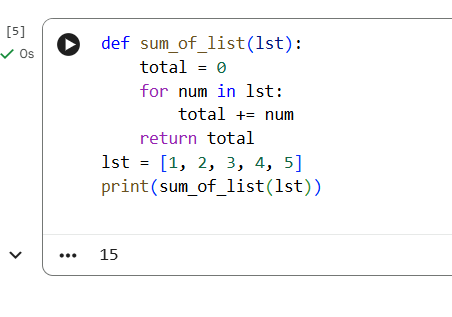 [5]
0s
def sum_of_list(lst):
    total = 0
    for num in lst:
        total += num
    return total
lst = [1, 2, 3, 4, 5]
print(sum_of_list(lst))
15